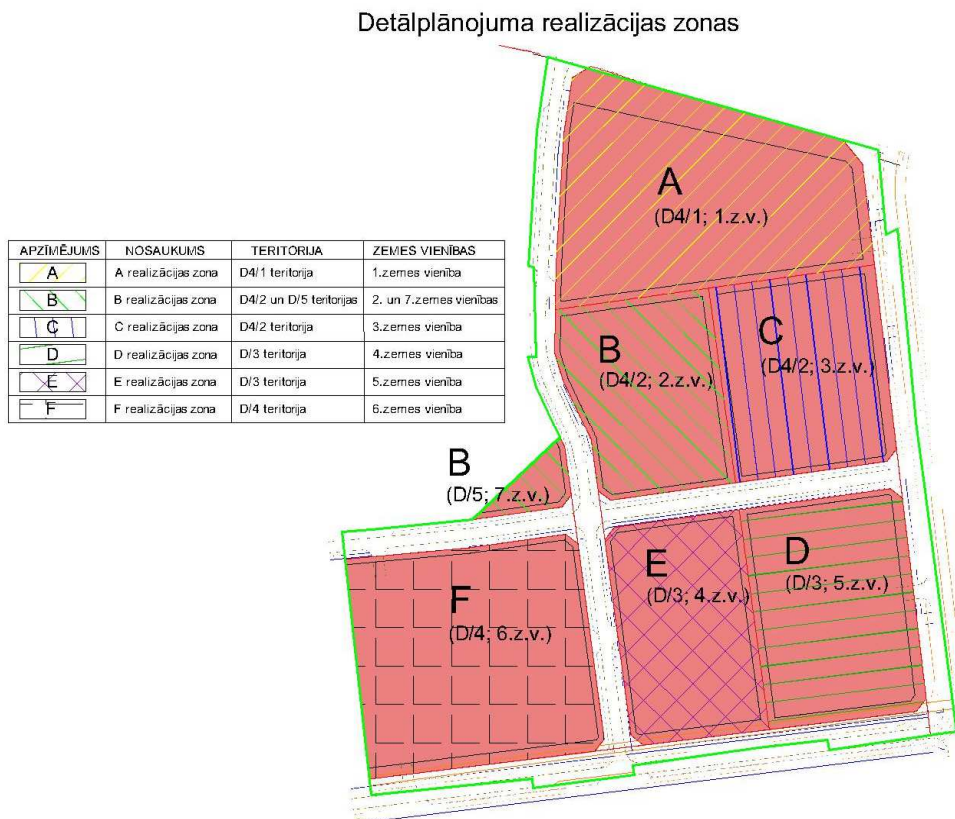 Detālplānojuma realizācijas zonas
A
(D4/1; 1.z.v.)
APZĪMĒJUMS NOSAUKUMS TERITORIJA ZEMES VIENĪBAS
A A realizācijas zona D4/1 teritorija 1.zemes vienība
B B realizācijas zona D4/2 un D/5 teritorijas 2. un 7.zemes vienības
C C realizācijas zona D4/2 teritorija 3.zemes vienība
D D realizācijas zona D/3 teritorija 4.zemes vienība
E E realizācijas zona D/3 teritorija 5.zemes vienība
F F realizācijas zona D/4 teritorija 6.zemes vienība
B
(D4/2; 2.z.v.)
C
(D4/2; 3.z.v.)
B
(D/5; 7.z.v.)
F
(D/4; 6.z.v.)
E
(D/3; 4.z.v.)
D
(D/3; 5.z.v.)